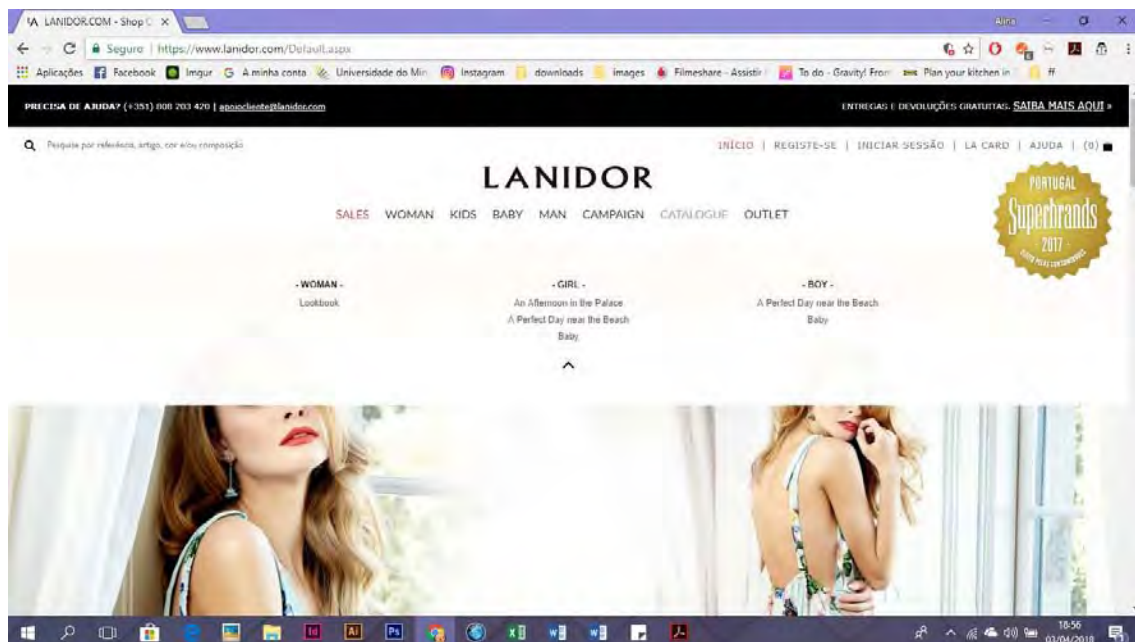 LANIDOR.COM - Shop
Alina
Seguro | https://www.lanidor.com/Default.aspx
Aplicações Facebook Imgur A minha conta Universidade do Min Instagram downloads images Filmeshare - Assistir To do - Gravity! From Plan your kitchen in ff
PRECISA DE AJUDA? (+351) 808 203 420 | apoiocliente@lanidor.com ENTREGAS E DEVOLUÇÕES GRATUITAS. SAIBA MAIS AQUI »
Pesquise por referência, artigo, cor e/ou composição INÍCIO | REGISTE-SE | INICIAR SESSÃO | LA CARD | AJUDA | (0)
LANIDOR
SALES WOMAN KIDS BABY MAN CAMPAIGN CATALOGUE OUTLET
PORTUGAL
Superbrands
2017
- WOMAN - - GIRL - - BOY -
Lookbook An Afternoon in the Palace A Perfect Day near the Beach
A Perfect Day near the Beach Baby
Baby
18:56
03/04/2018